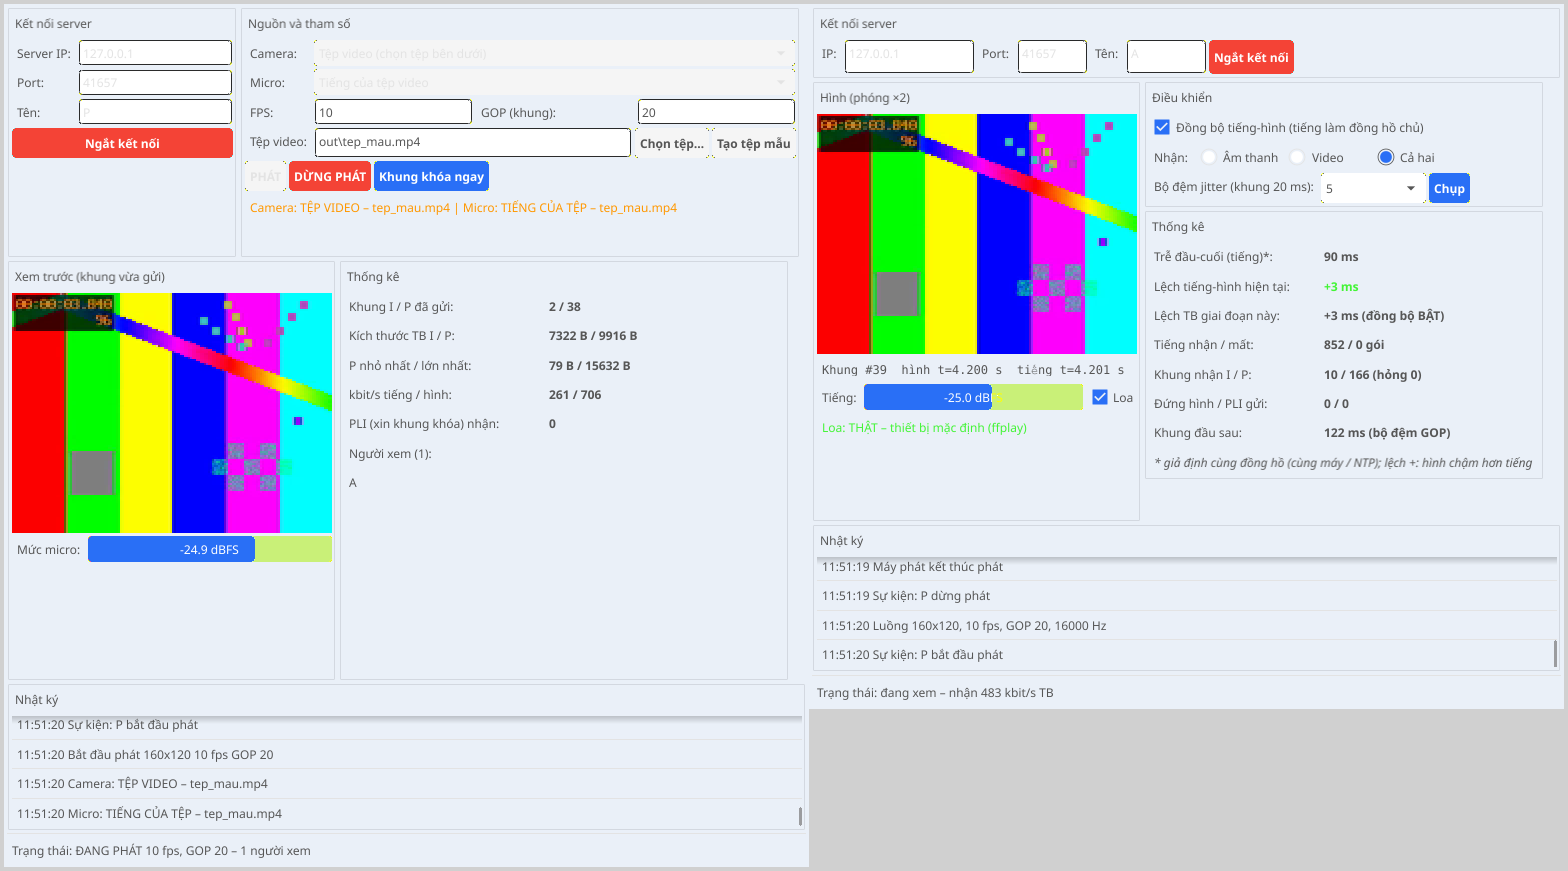 Kết nối server
Server IP: 127.0.0.1
Port: 41657
Tên: P
Ngắt kết nối
Nguồn và tham số
Camera: Tệp video (chọn tệp bên dưới)
Micro: Tiếng của tệp video
FPS: 10 GOP (khung): 20
Tệp video: out\tep_mau.mp4 Chọn tệp... Tạo tệp mẫu
PHÁT DỪNG PHÁT Khung khóa ngay
Camera: TỆP VIDEO – tep_mau.mp4 | Micro: TIẾNG CỦA TỆP – tep_mau.mp4
Xem trước (khung vừa gửi)
00:00:03.840
96
Mức micro: -24.9 dBFS
Thống kê
Khung I / P đã gửi: 2 / 38
Kích thước TB I / P: 7322 B / 9916 B
P nhỏ nhất / lớn nhất: 79 B / 15632 B
kbit/s tiếng / hình: 261 / 706
PLI (xin khung khóa) nhận: 0
Người xem (1):
A
Nhật ký
11:51:20 Sự kiện: P bắt đầu phát
11:51:20 Bắt đầu phát 160x120 10 fps GOP 20
11:51:20 Camera: TỆP VIDEO – tep_mau.mp4
11:51:20 Micro: TIẾNG CỦA TỆP – tep_mau.mp4
Trạng thái: ĐANG PHÁT 10 fps, GOP 20 – 1 người xem
Kết nối server
IP: 127.0.0.1 Port: 41657 Tên: A Ngắt kết nối
Hình (phóng ×2)
00:00:03.840
96
Khung #39 hình t=4.200 s tiếng t=4.201 s
Tiếng: -25.0 dBFS Loa
Loa: THẬT – thiết bị mặc định (ffplay)
Điều khiển
Đồng bộ tiếng-hình (tiếng làm đồng hồ chủ)
Nhận: Âm thanh Video Cả hai
Bộ đệm jitter (khung 20 ms): 5 Chụp
Thống kê
Trễ đầu-cuối (tiếng)*: 90 ms
Lệch tiếng-hình hiện tại: +3 ms
Lệch TB giai đoạn này: +3 ms (đồng bộ BẬT)
Tiếng nhận / mất: 852 / 0 gói
Khung nhận I / P: 10 / 166 (hỏng 0)
Đứng hình / PLI gửi: 0 / 0
Khung đầu sau: 122 ms (bộ đệm GOP)
* giả định cùng đồng hồ (cùng máy / NTP); lệch +: hình chậm hơn tiếng
Nhật ký
11:51:19 Máy phát kết thúc phát
11:51:19 Sự kiện: P dừng phát
11:51:20 Luồng 160x120, 10 fps, GOP 20, 16000 Hz
11:51:20 Sự kiện: P bắt đầu phát
Trạng thái: đang xem – nhận 483 kbit/s TB